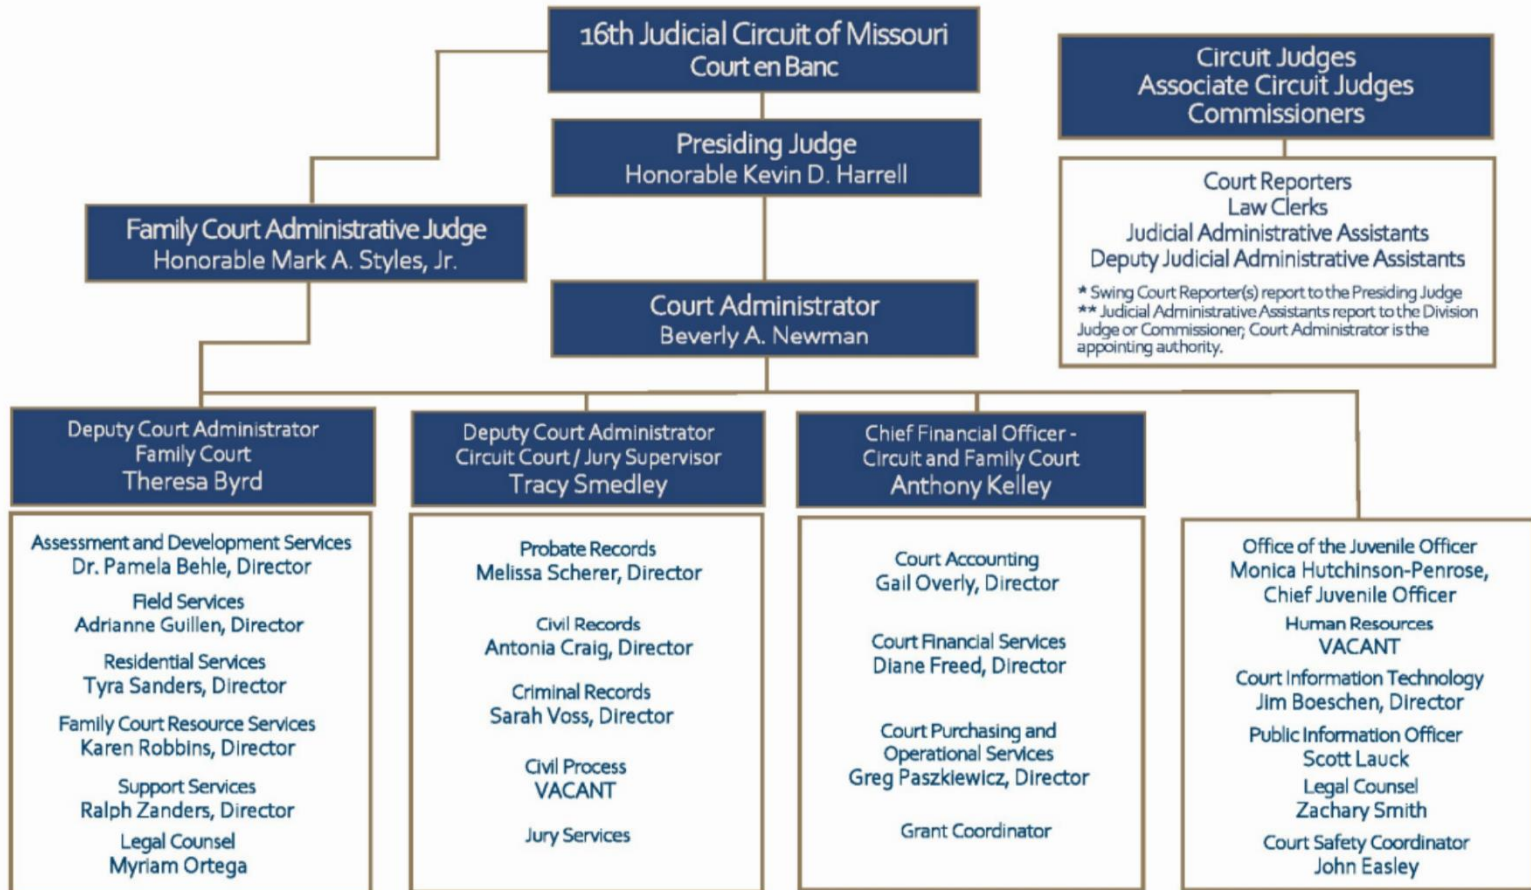 16th Judicial Circuit of Missouri
Court en Banc
Circuit Judges
Associate Circuit Judges
Commissioners
Presiding Judge
Honorable Kevin D. Harrell
Court Reporters
Law Clerks
Judicial Administrative Assistants
Deputy Judicial Administrative Assistants
* Swing Court Reporter(s) report to the Presiding Judge
** Judicial Administrative Assistants report to the Division
Judge or Commissioner; Court Administrator is the
appointing authority.
Family Court Administrative Judge
Honorable Mark A. Styles, Jr.
Court Administrator
Beverly A. Newman
Deputy Court Administrator
Family Court
Theresa Byrd
Assessment and Development Services
Dr. Pamela Behle, Director
Field Services
Adrianne Guillen, Director
Residential Services
Tyra Sanders, Director
Family Court Resource Services
Karen Robbins, Director
Support Services
Ralph Zanders, Director
Legal Counsel
Myriam Ortega
Deputy Court Administrator
Circuit Court / Jury Supervisor
Tracy Smedley
Probate Records
Melissa Scherer, Director
Civil Records
Antonia Craig, Director
Criminal Records
Sarah Voss, Director
Civil Process
VACANT
Jury Services
Chief Financial Officer -
Circuit and Family Court
Anthony Kelley
Court Accounting
Gail Overly, Director
Court Financial Services
Diane Freed, Director
Court Purchasing and
Operational Services
Greg Paszkiewicz, Director
Grant Coordinator
Office of the Juvenile Officer
Monica Hutchinson-Penrose,
Chief Juvenile Officer
Human Resources
VACANT
Court Information Technology
Jim Boeschen, Director
Public Information Officer
Scott Lauck
Legal Counsel
Zachary Smith
Court Safety Coordinator
John Easley